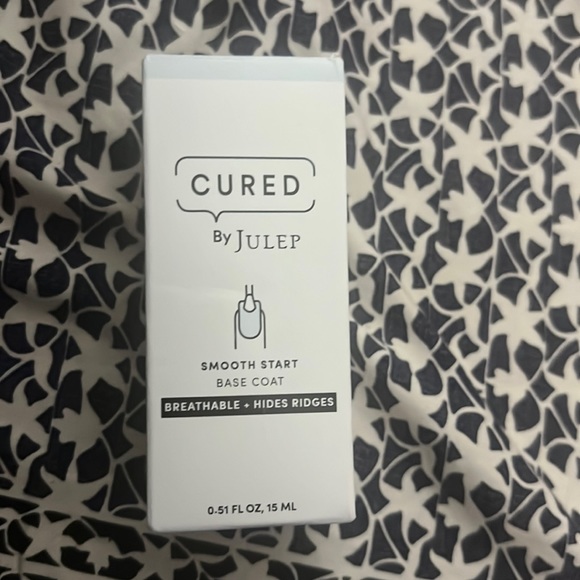 CURED
By JULEP
SMOOTH START
BASE COAT
BREATHABLE + HIDES RIDGES
0.51 FL OZ, 15 ML